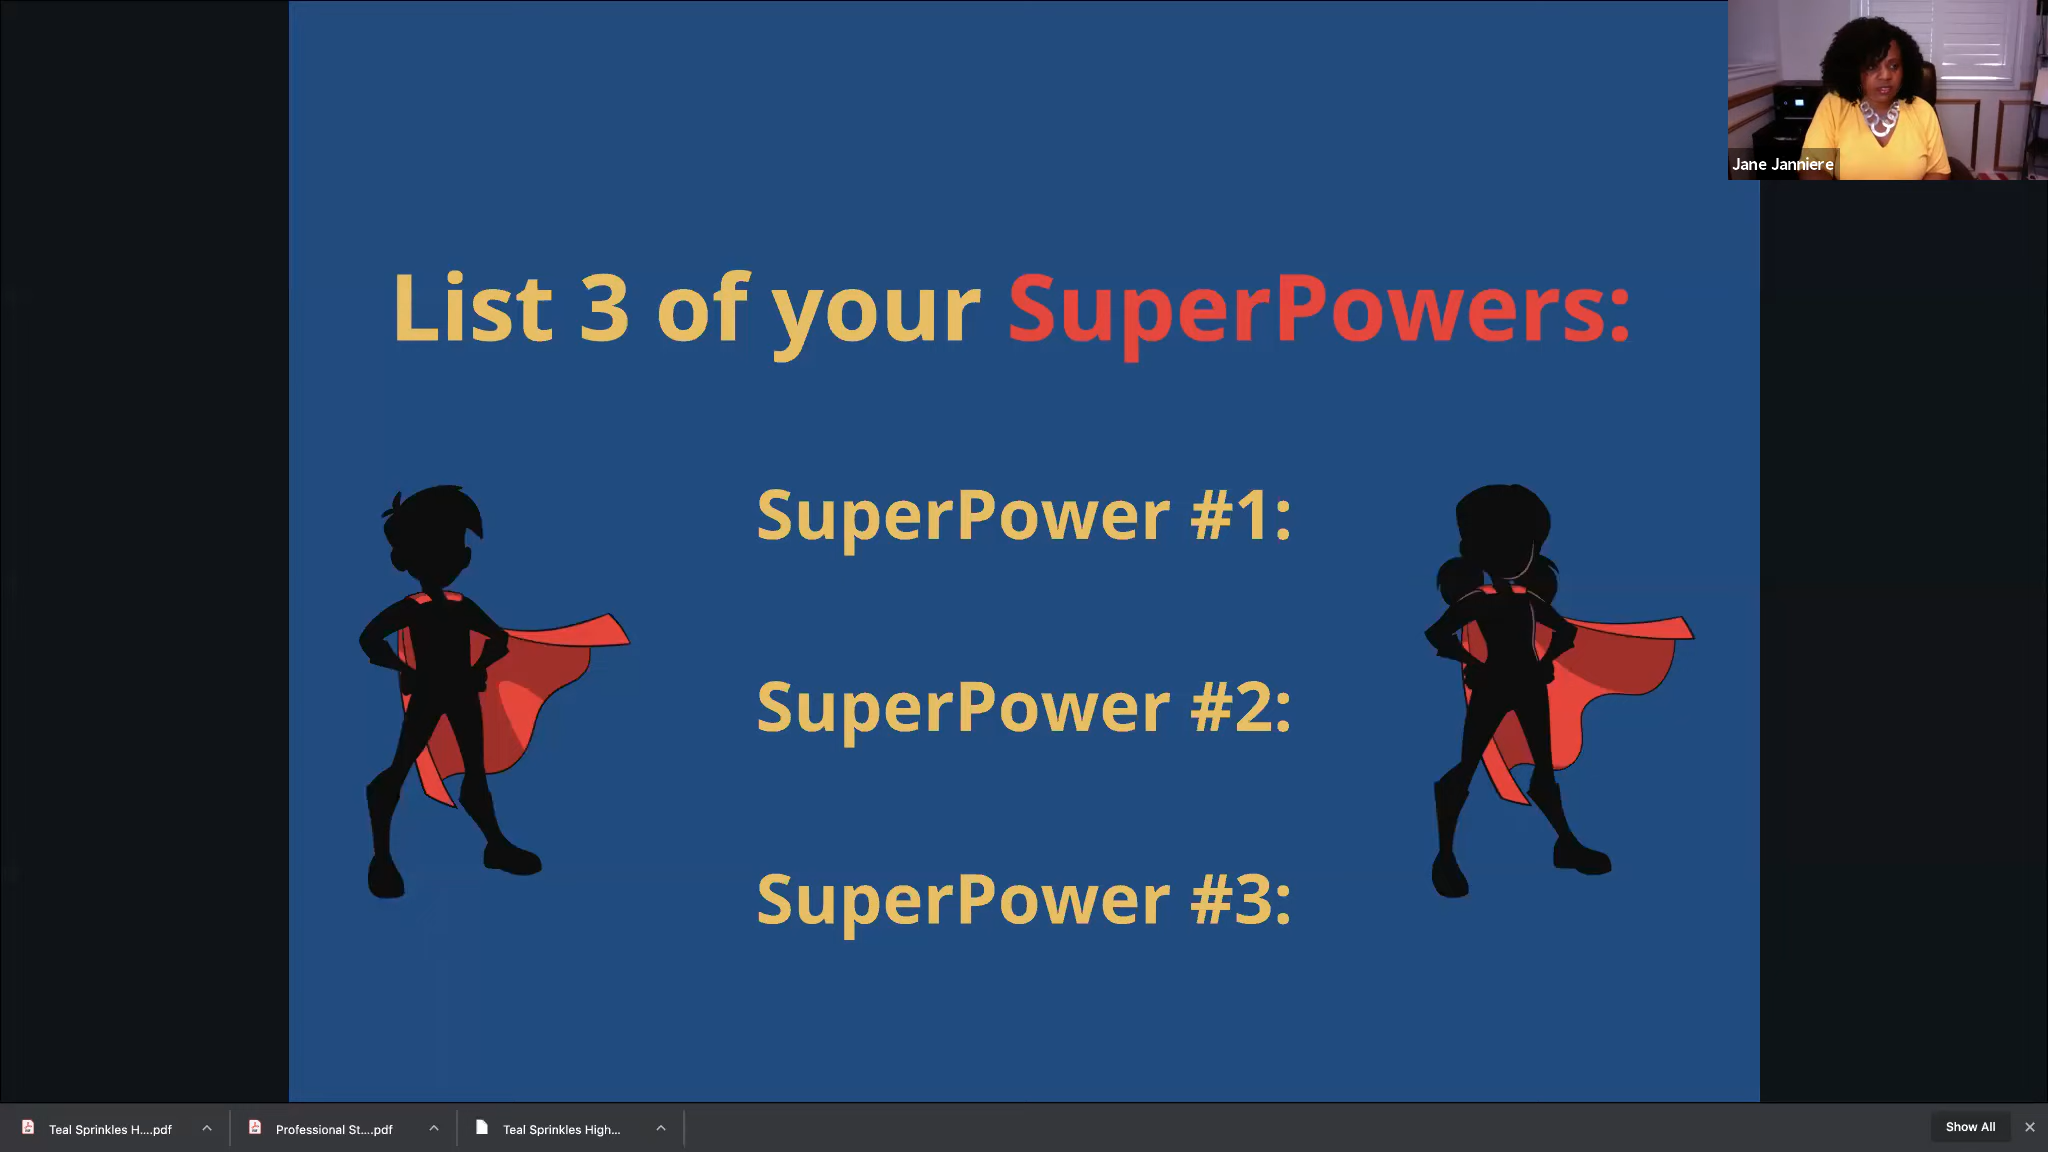 Jane Janniere
List 3 of your SuperPowers:
SuperPower #1:
SuperPower #2:
SuperPower #3:
Teal Sprinkles H....pdf
Professional St....pdf
Teal Sprinkles High...
Show All